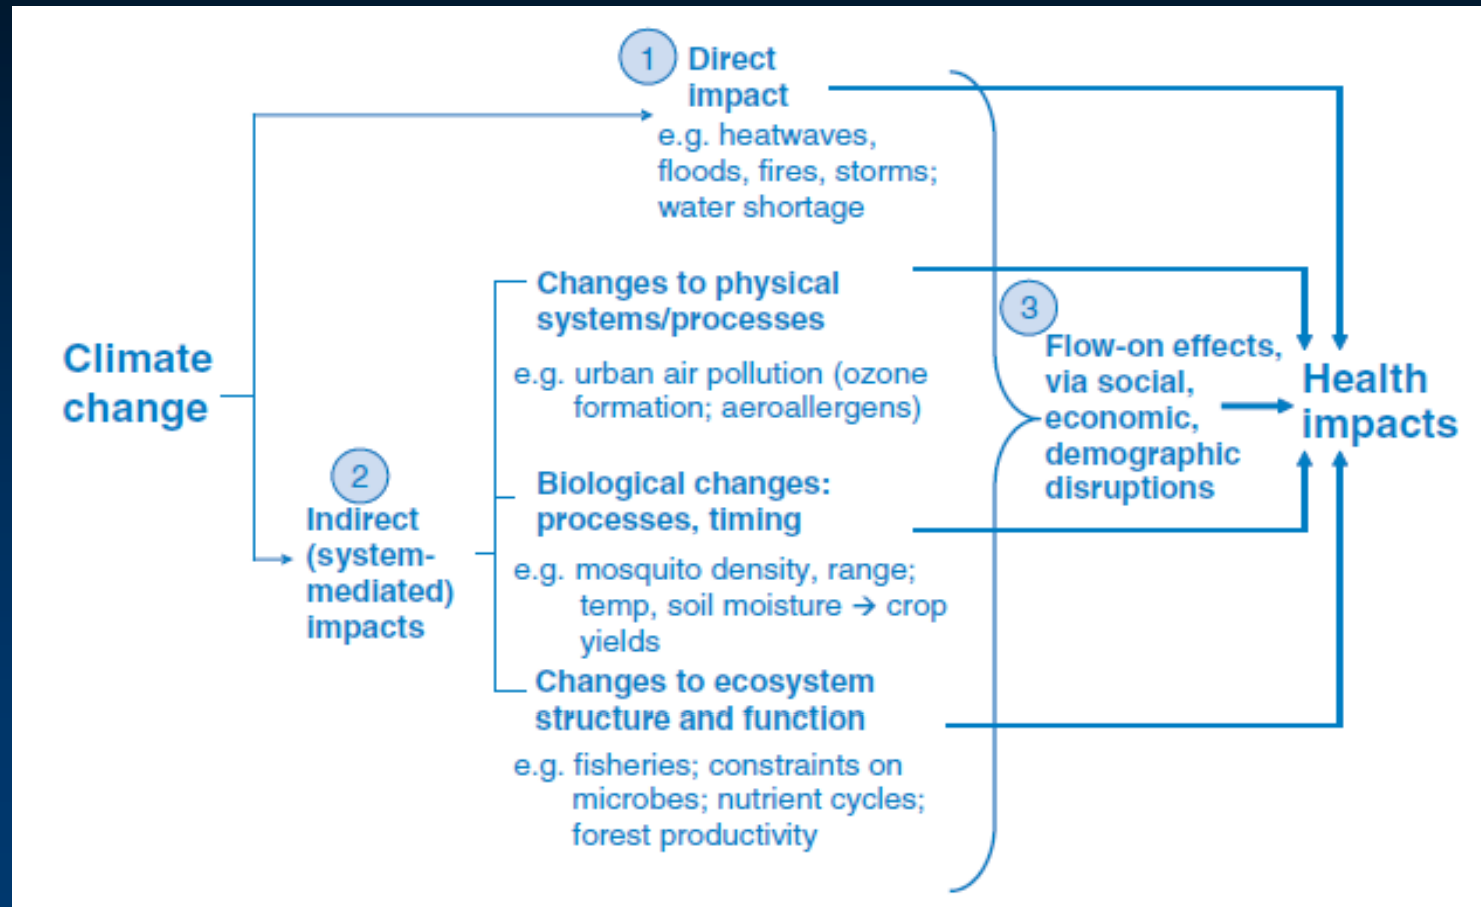 1
Direct
impact
e.g. heatwaves,
floods, fires, storms;
water shortage
Climate
change
2
Indirect
(system-
mediated)
impacts
Changes to physical
systems/processes
e.g. urban air pollution (ozone
formation; aeroallergens)
Biological changes:
processes, timing
e.g. mosquito density, range;
temp, soil moisture → crop
yields
Changes to ecosystem
structure and function
e.g. fisheries; constraints on
microbes; nutrient cycles;
forest productivity
3
Flow-on effects,
via social,
economic,
demographic
disruptions
Health
impacts